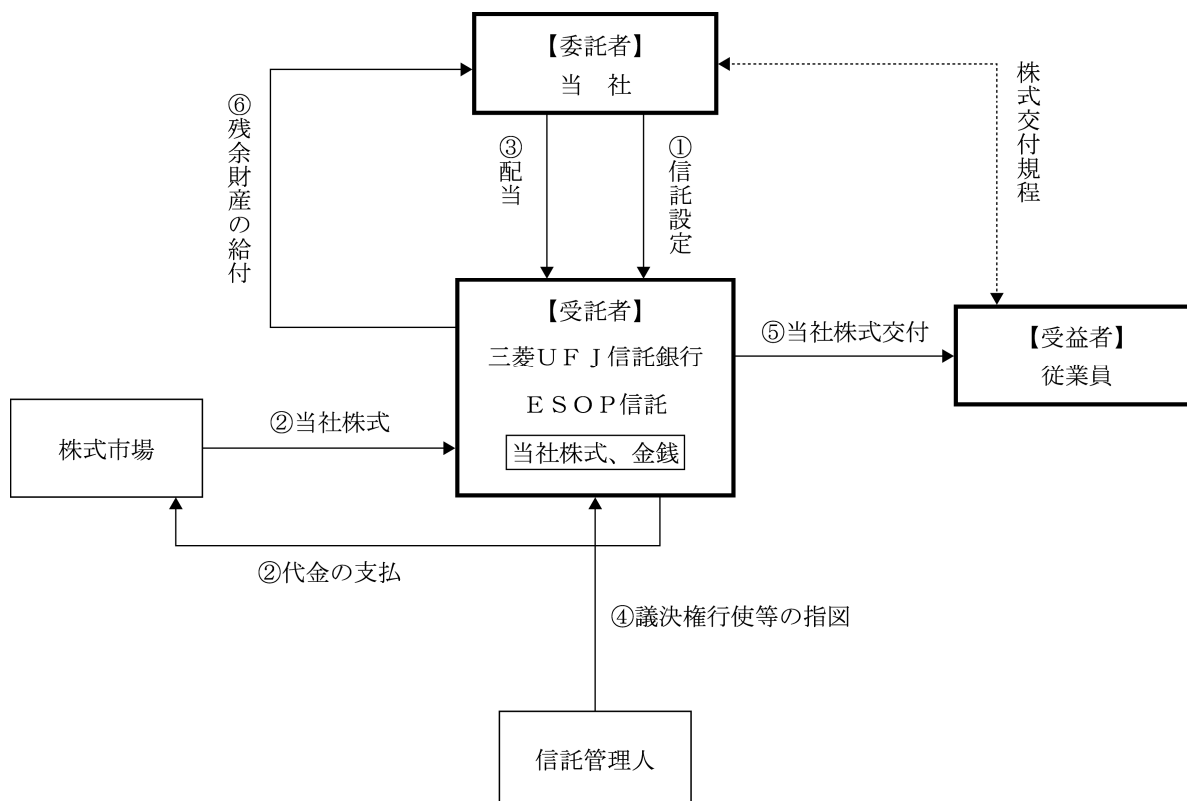 【委託者】
当　社
株式交付規程
⑥残余財産の給付
③配当
①信託設定
【受託者】
三菱ＵＦＪ信託銀行
ＥＳＯＰ信託
当社株式、金銭
⑤当社株式交付
【受益者】
従業員
②当社株式
株式市場
②代金の支払
④議決権行使等の指図
信託管理人